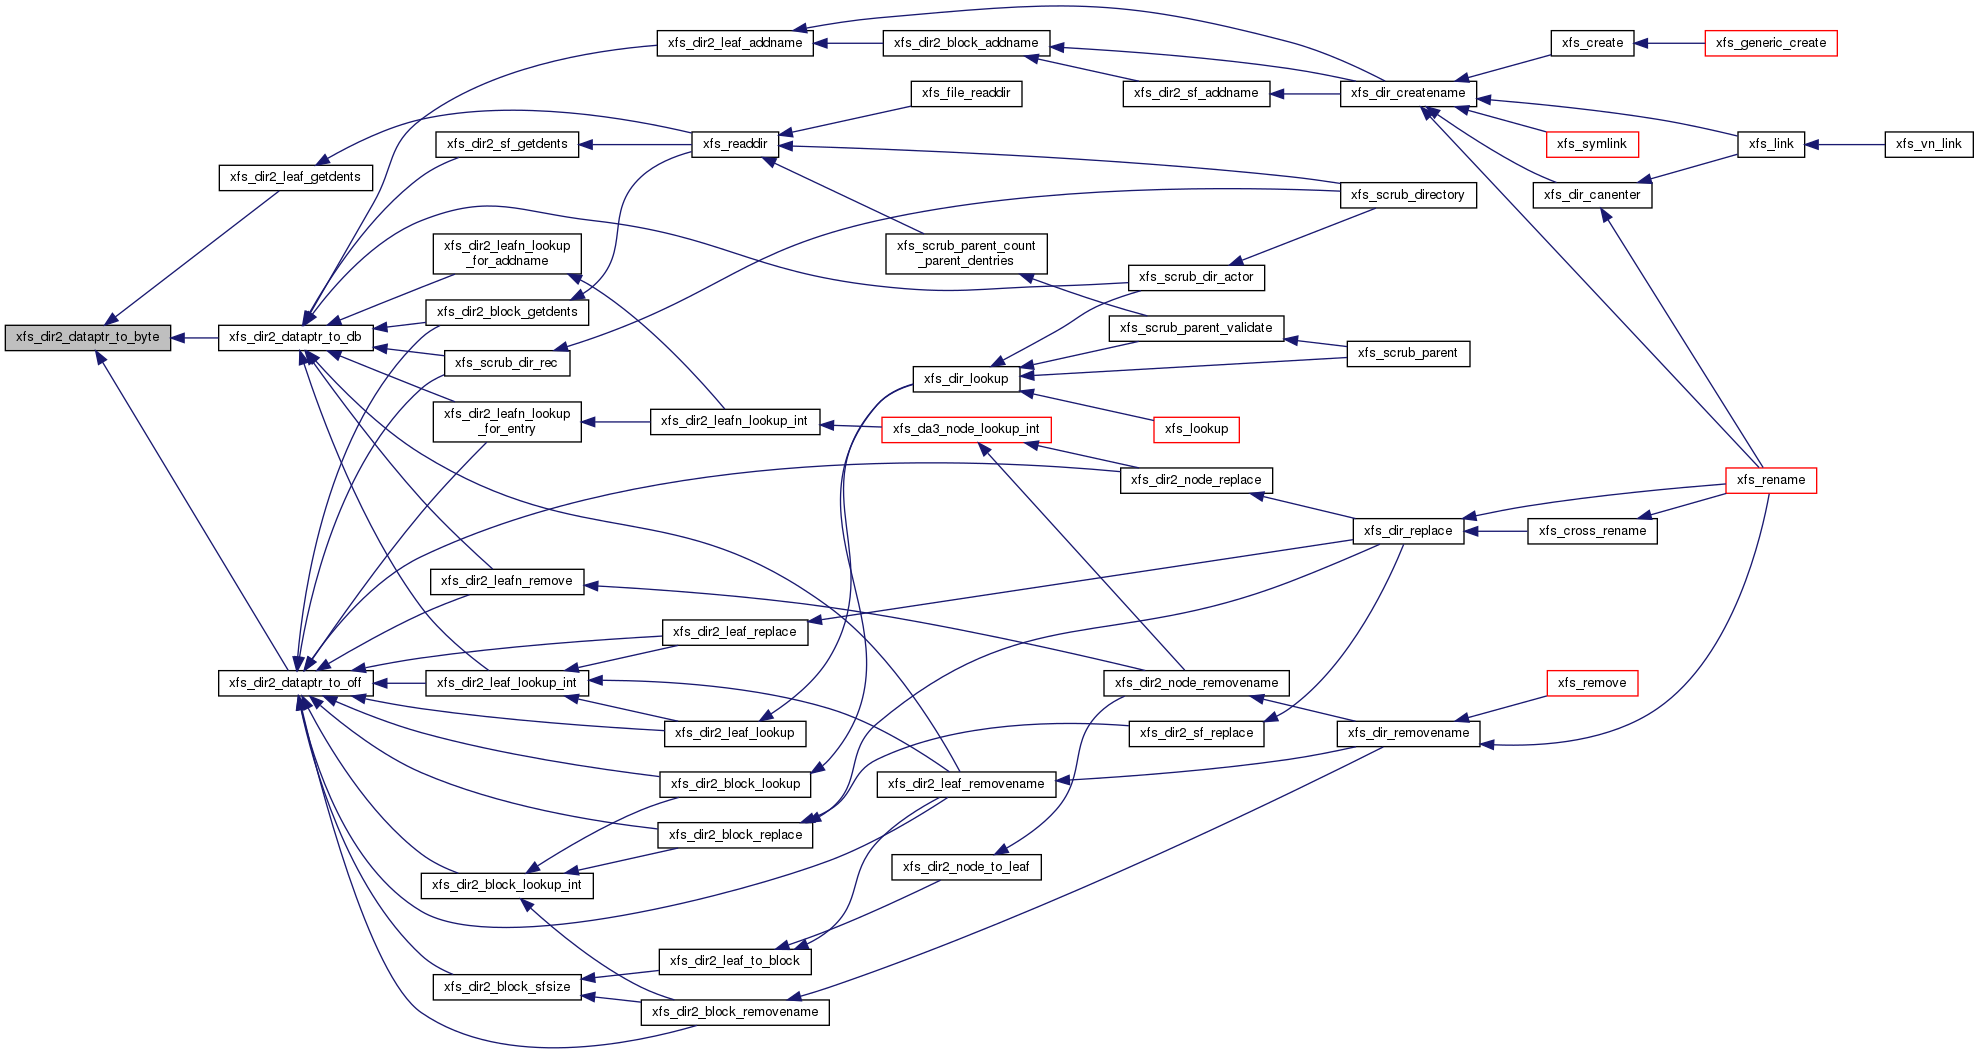 xfs_dir2_dataptr_to_byte
xfs_dir2_leaf_getdents
xfs_dir2_dataptr_to_db
xfs_dir2_dataptr_to_off
xfs_dir2_sf_getdents
xfs_dir2_leafn_lookup
_for_addname
xfs_dir2_block_getdents
xfs_scrub_dir_rec
xfs_dir2_leafn_lookup
_for_entry
xfs_dir2_leafn_remove
xfs_dir2_leaf_lookup_int
xfs_dir2_block_lookup_int
xfs_dir2_block_sfsize
xfs_dir2_leaf_addname
xfs_readdir
xfs_dir2_leafn_lookup_int
xfs_dir2_leaf_replace
xfs_dir2_leaf_lookup
xfs_dir2_block_lookup
xfs_dir2_block_replace
xfs_dir2_leaf_to_block
xfs_dir2_block_removename
xfs_dir2_block_addname
xfs_file_readdir
xfs_scrub_parent_count
_parent_dentries
xfs_dir_lookup
xfs_da3_node_lookup_int
xfs_dir2_leaf_removename
xfs_dir2_node_to_leaf
xfs_dir2_sf_addname
xfs_scrub_dir_actor
xfs_scrub_parent_validate
xfs_lookup
xfs_dir2_node_replace
xfs_dir2_node_removename
xfs_dir2_sf_replace
xfs_dir_createname
xfs_scrub_directory
xfs_scrub_parent
xfs_dir_replace
xfs_dir_removename
xfs_create
xfs_symlink
xfs_dir_canenter
xfs_cross_rename
xfs_remove
xfs_generic_create
xfs_link
xfs_rename
xfs_vn_link